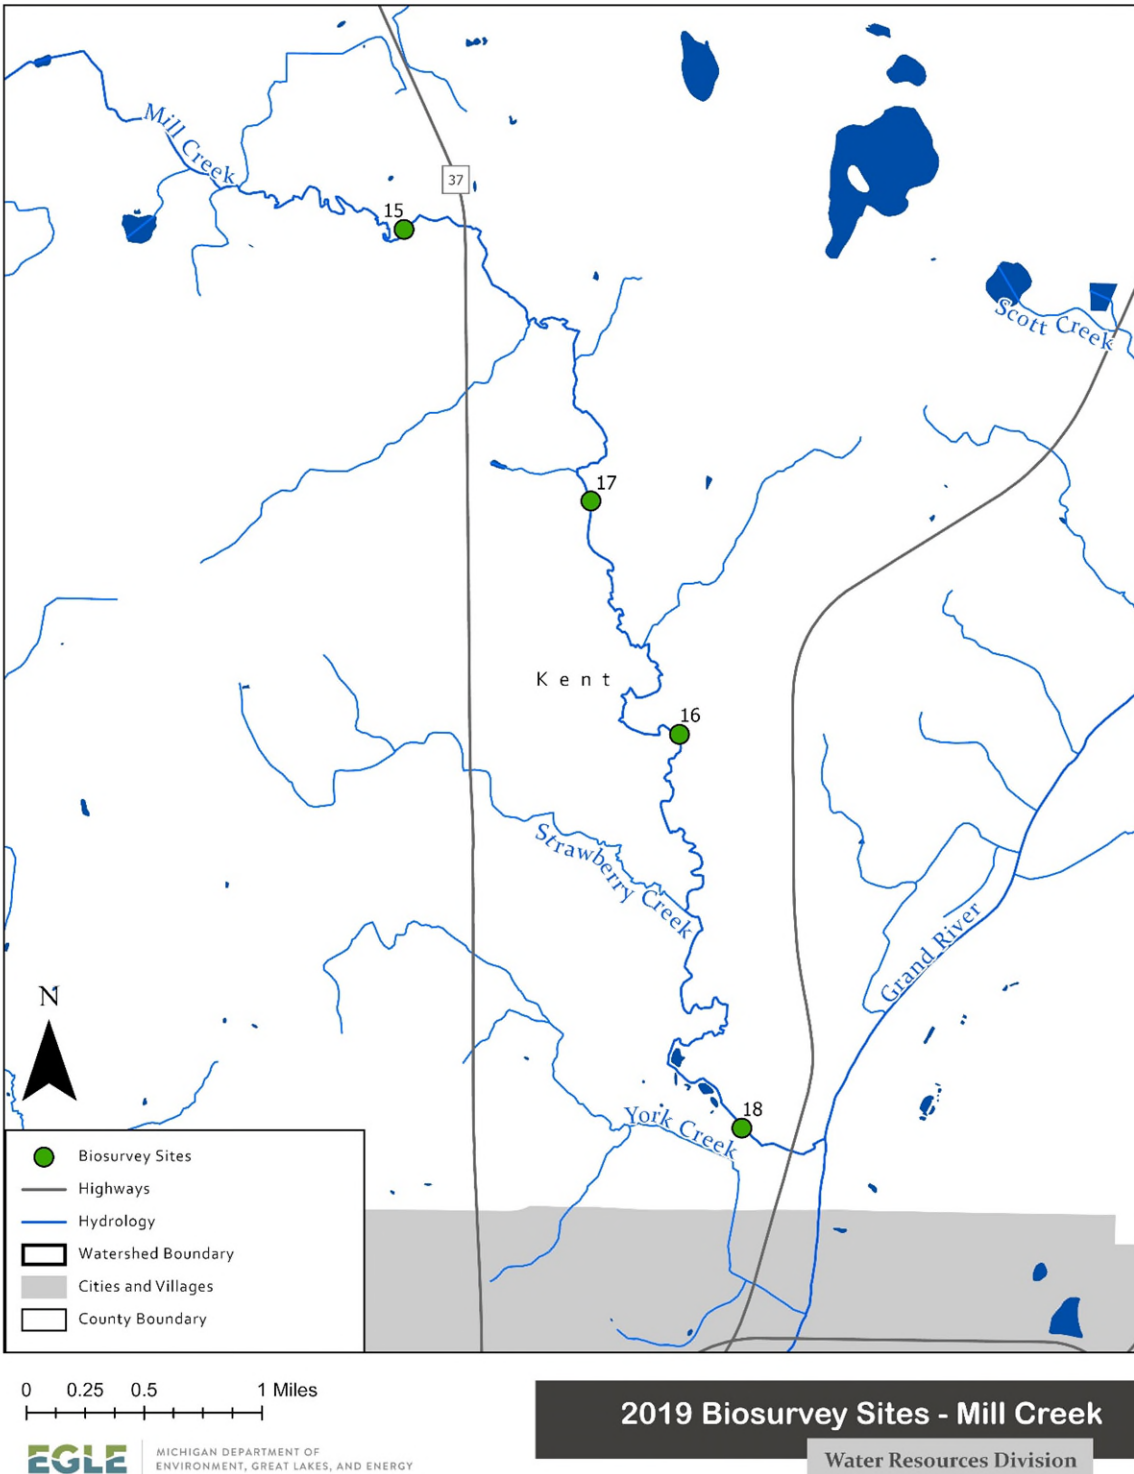 Mill Creek
37
15
Scott Creek
17
Kent
16
Strawberry Creek
Grand River
N
18
York Creek
Biosurvey Sites
Highways
Hydrology
Watershed Boundary
Cities and Villages
County Boundary
0 0.25 0.5 1 Miles
2019 Biosurvey Sites - Mill Creek
Water Resources Division
EGLE
MICHIGAN DEPARTMENT OF
ENVIRONMENT, GREAT LAKES, AND ENERGY